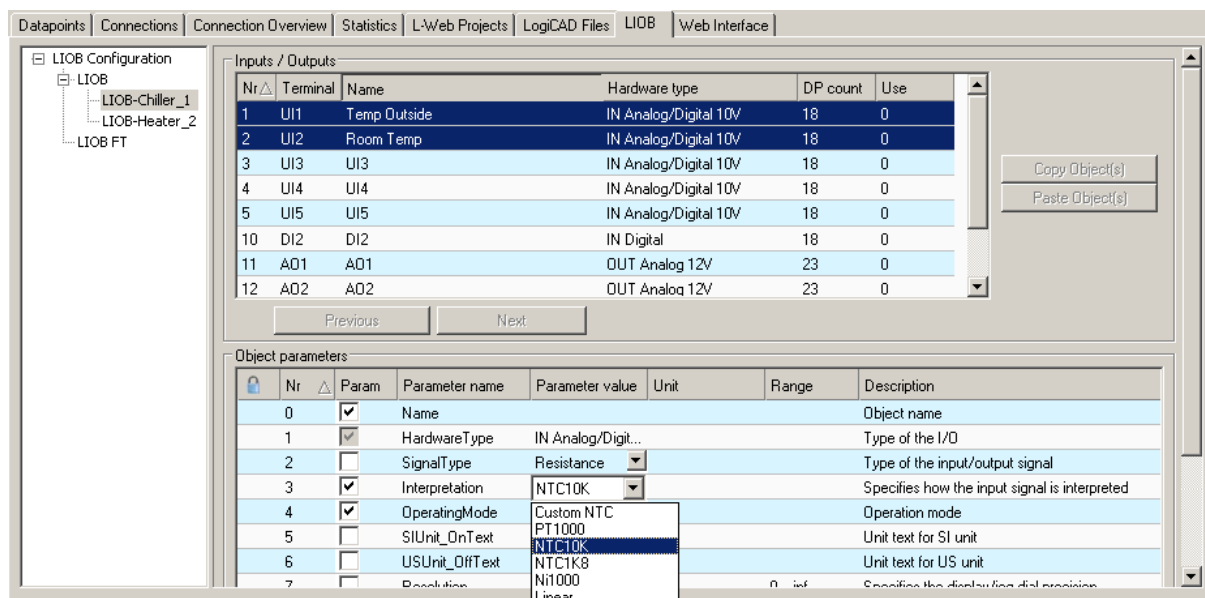 Datapoints Connections Connection Overview Statistics L-Web Projects LogiCAD Files LIOB Web Interface
LIOB Configuration
LIOB
LIOB-Chiller_1
LIOB-Heater_2
LIOB FT
Inputs / Outputs
Nr Terminal Name Hardware type DP count Use
1 UI1 Temp Outside IN Analog/Digital 10V 18 0
2 UI2 Room Temp IN Analog/Digital 10V 18 0
3 UI3 UI3 IN Analog/Digital 10V 18 0
4 UI4 UI4 IN Analog/Digital 10V 18 0
5 UI5 UI5 IN Analog/Digital 10V 18 0
10 DI2 DI2 IN Digital 18 0
11 AO1 AO1 OUT Analog 12V 23 0
12 AO2 AO2 OUT Analog 12V 23 0
Copy Object(s)
Paste Object(s)
Previous Next
Object parameters
Nr Param Parameter name Parameter value Unit Range Description
0 Name Object name
1 HardwareType IN Analog/Digit... Type of the I/O
2 SignalType Resistance Type of the input/output signal
3 Interpretation NTC10K Specifies how the input signal is interpreted
4 OperatingMode Operation mode
5 SIUnit_OnText Unit text for SI unit
6 USUnit_OffText Unit text for US unit
7 Resolution Specifies the display/jog dial precision
Custom NTC
PT1000
NTC10K
NTC1K8
Ni1000
Linear